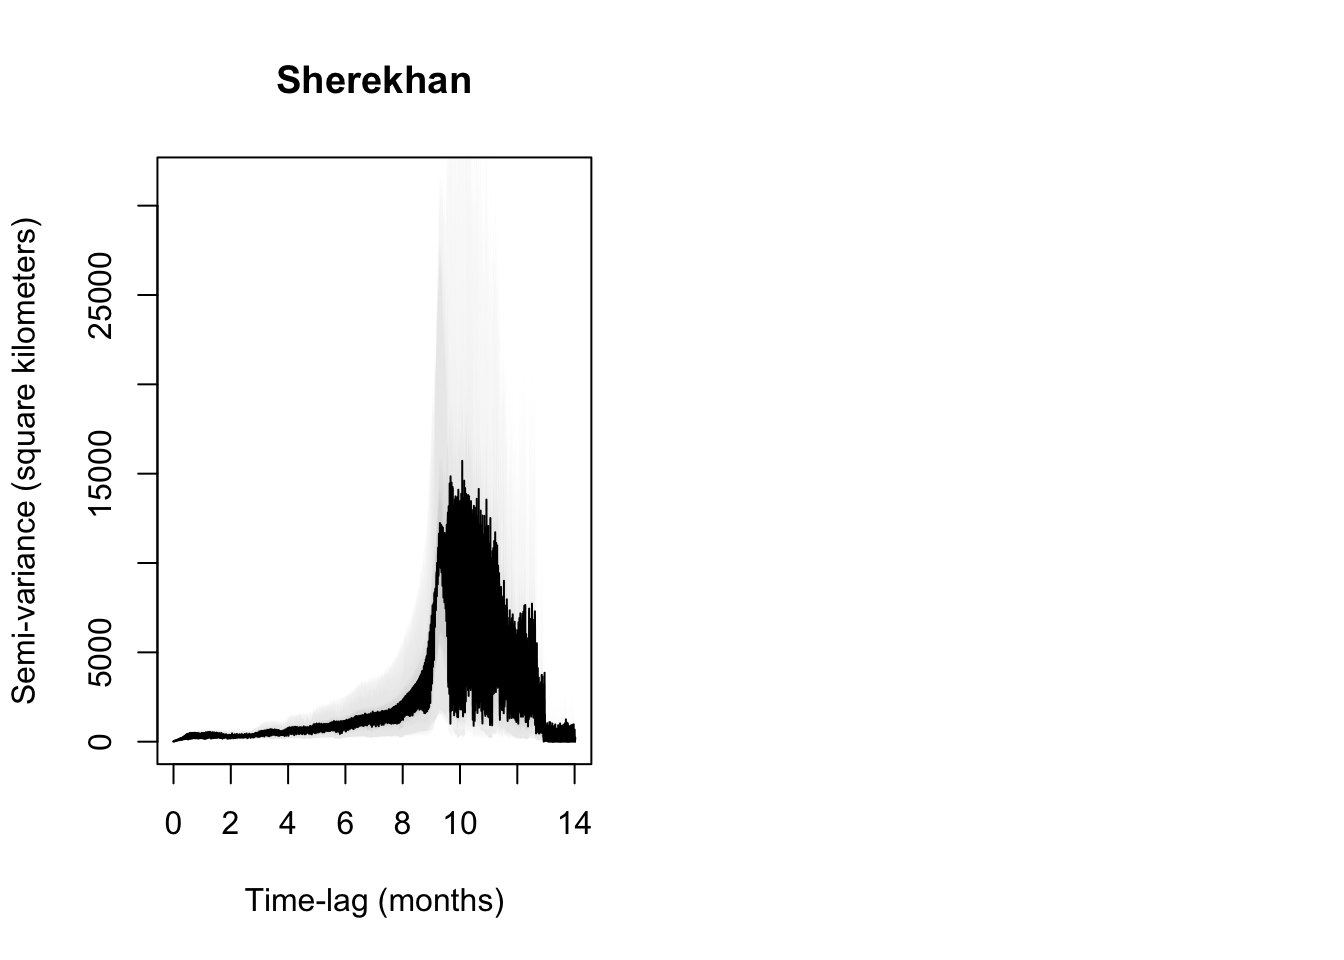 Sherekhan
Semi-variance (square kilometers)
25000
15000
5000
0
0 2 4 6 8 10 14
Time-lag (months)